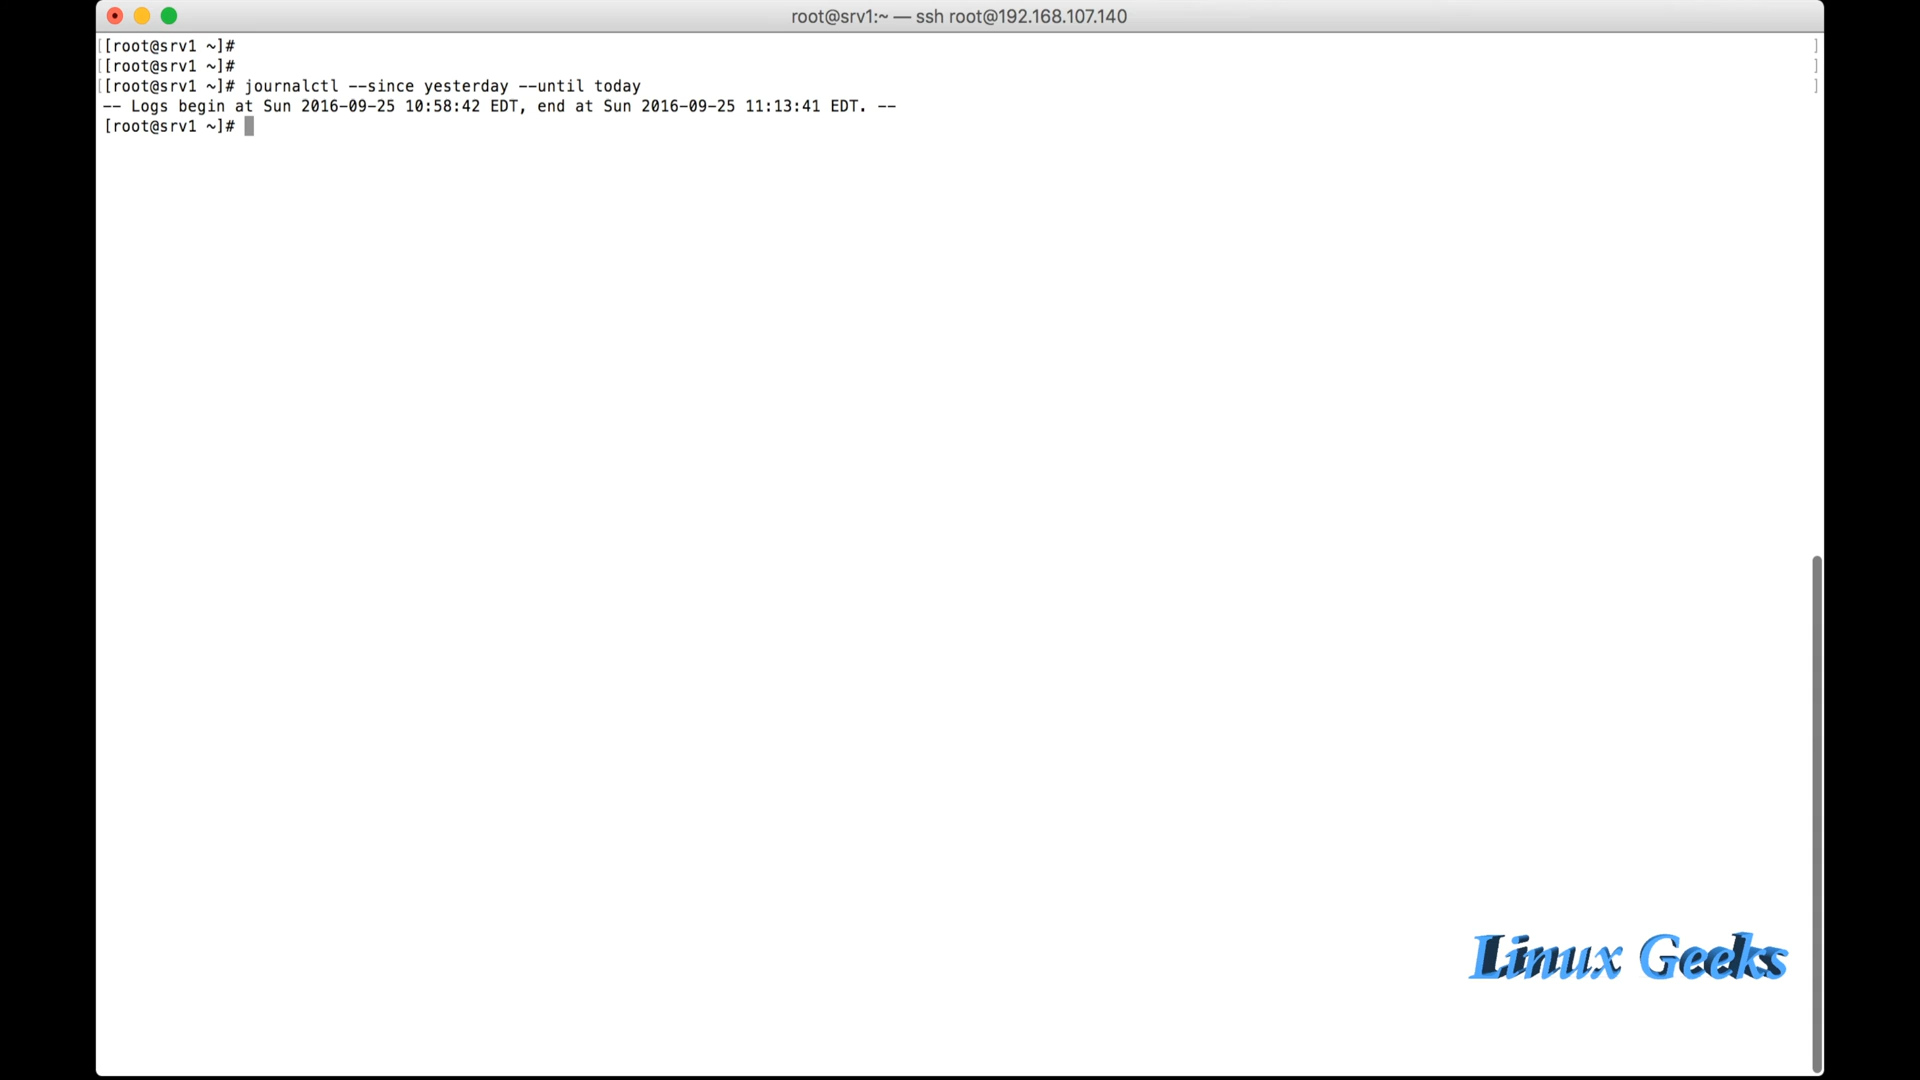 root@srv1:~ — ssh root@192.168.107.140
[[root@srv1 ~]# ]
[[root@srv1 ~]# ]
[[root@srv1 ~]# journalctl --since yesterday --until today ]
-- Logs begin at Sun 2016-09-25 10:58:42 EDT, end at Sun 2016-09-25 11:13:41 EDT. --
[root@srv1 ~]#
Linux Geeks